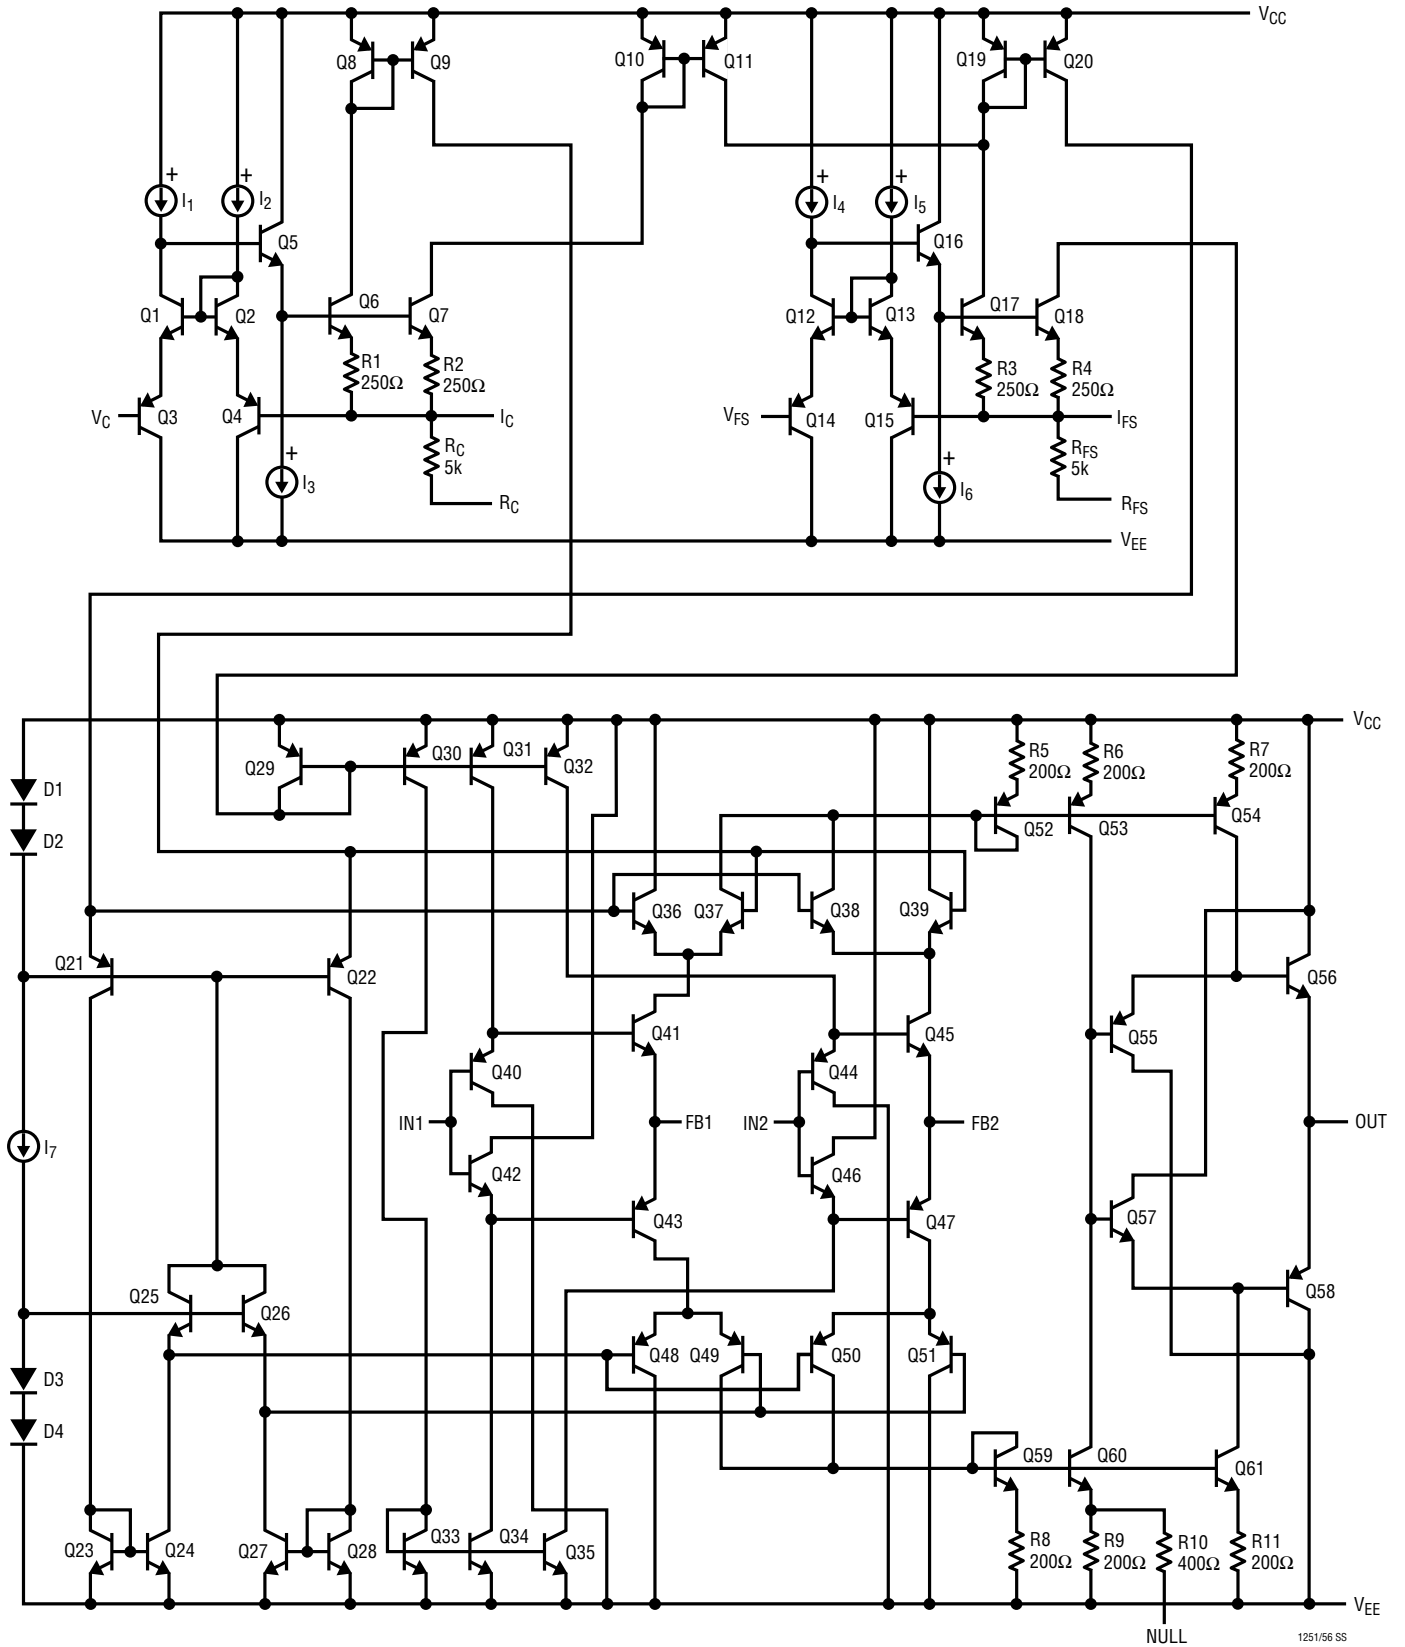 VCC
Q8 Q9 Q10 Q11 Q19 Q20
+ I1 + I2 + I4 + I5
Q5 Q16
Q1 Q2 Q6 Q7 Q12 Q13 Q17 Q18
R1 250Ω R2 250Ω R3 250Ω R4 250Ω
VC Q3 Q4 IC VFS Q14 Q15 IFS
+ I3 RC 5k + I6 RFS 5k
RC RFS
VEE
VCC
Q29 Q30 Q31 Q32 R5 200Ω R6 200Ω R7 200Ω
D1
D2 Q52 Q53 Q54
Q36 Q37 Q38 Q39
Q21 Q22 Q56
Q41 Q45 Q55
Q40 Q44
IN1 FB1 IN2 FB2 OUT
I7 Q42 Q46
Q43 Q47 Q57
Q25 Q26 Q58
Q48 Q49 Q50 Q51
D3
D4 Q59 Q60 Q61
Q23 Q24 Q27 Q28 Q33 Q34 Q35 R8 200Ω R9 200Ω R10 400Ω R11 200Ω
VEE
NULL
1251/56 SS